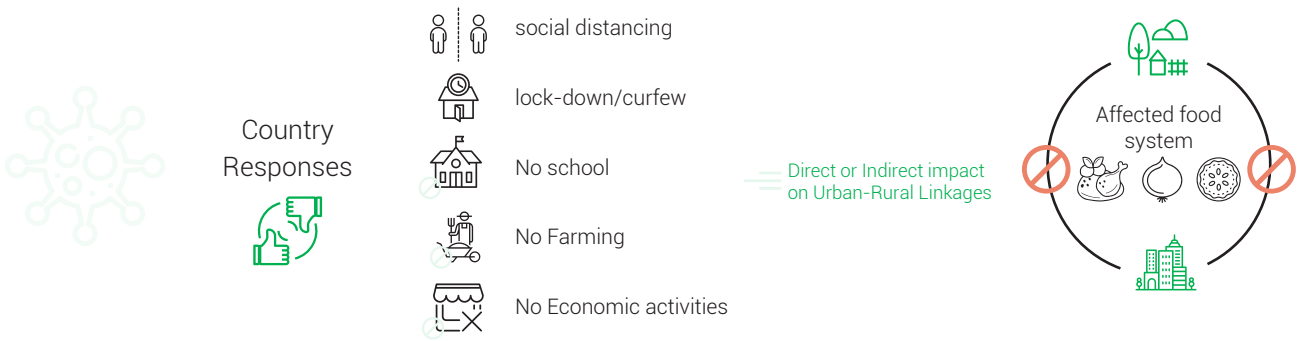 Country
Responses
social distancing
lock-down/curfew
No school
No Farming
No Economic activities
Direct or Indirect impact
on Urban-Rural Linkages
Affected food
system